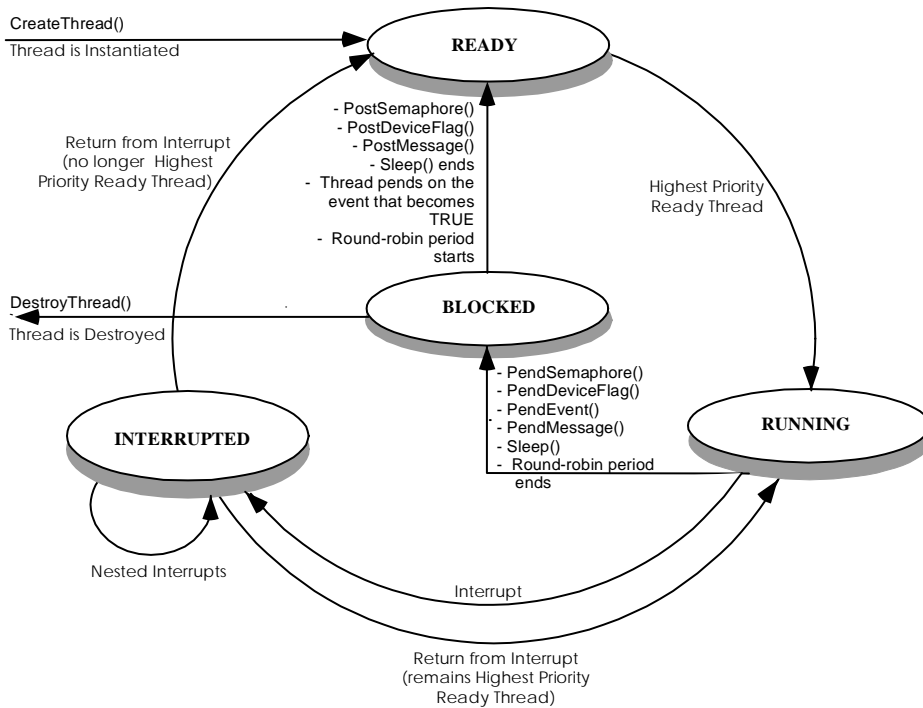 CreateThread()
Thread is Instantiated
READY
- PostSemaphore()
- PostDeviceFlag()
- PostMessage()
- Sleep() ends
- Thread pends on the
event that becomes
TRUE
- Round-robin period
starts
Return from Interrupt
(no longer Highest
Priority Ready Thread)
Highest Priority
Ready Thread
DestroyThread()
Thread is Destroyed
BLOCKED
- PendSemaphore()
- PendDeviceFlag()
- PendEvent()
- PendMessage()
- Sleep()
- Round-robin period
ends
INTERRUPTED
RUNNING
Nested Interrupts
Interrupt
Return from Interrupt
(remains Highest Priority
Ready Thread)